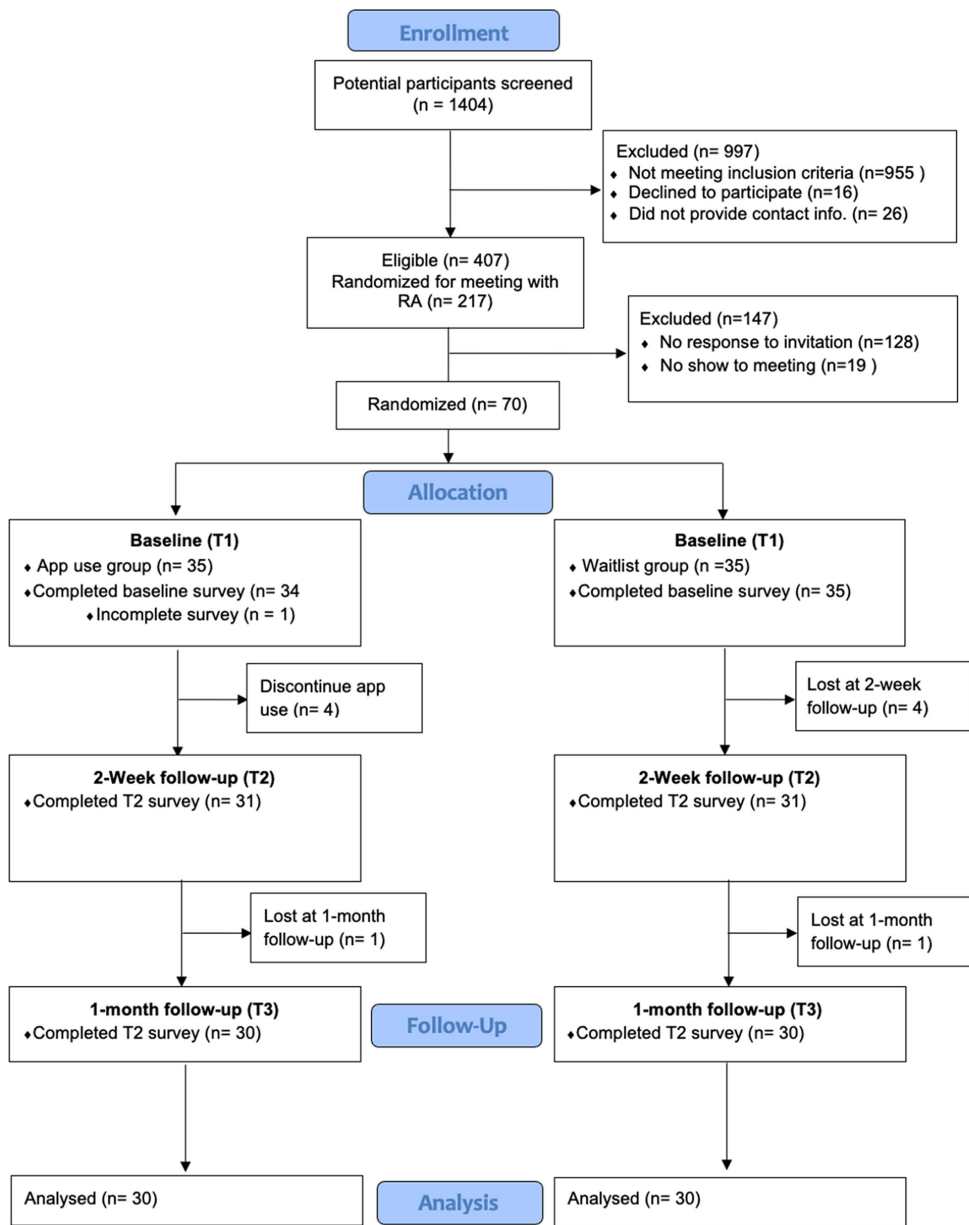 Enrollment
Potential participants screened
(n = 1404)
Excluded (n= 997)
♦ Not meeting inclusion criteria (n=955 )
♦ Declined to participate (n=16)
♦ Did not provide contact info. (n= 26)
Eligible (n= 407)
Randomized for meeting with
RA (n= 217)
Excluded (n=147)
♦ No response to invitation (n=128)
♦ No show to meeting (n=19 )
Randomized (n= 70)
Allocation
Baseline (T1)
♦ App use group (n= 35)
♦Completed baseline survey (n= 34
♦Incomplete survey (n = 1)
Baseline (T1)
♦ Waitlist group (n =35)
♦Completed baseline survey (n= 35)
Discontinue app
use (n= 4)
Lost at 2-week
follow-up (n= 4)
2-Week follow-up (T2)
♦Completed T2 survey (n= 31)
2-Week follow-up (T2)
♦Completed T2 survey (n= 31)
Lost at 1-month
follow-up (n= 1)
Lost at 1-month
follow-up (n= 1)
1-month follow-up (T3)
♦Completed T2 survey (n= 30)
Follow-Up
1-month follow-up (T3)
♦Completed T2 survey (n= 30)
Analysed (n= 30)
Analysis
Analysed (n= 30)